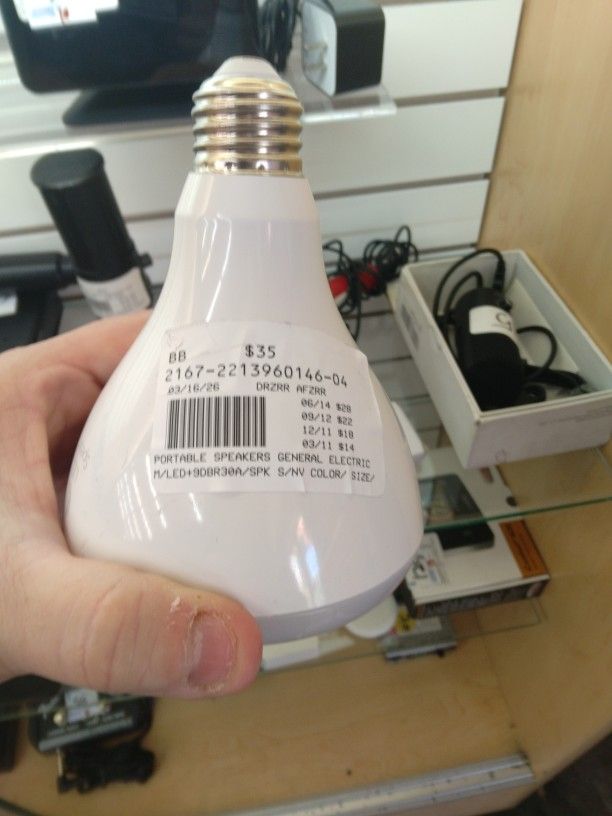 BB $35
2167-2213960146-04
03/16/26 DRZRR AFZRR
06/14 $28
09/12 $22
12/11 $18
03/11 $14
PORTABLE SPEAKERS GENERAL ELECTRIC
M/LED+9DBR30A/SPK S/NV COLOR/ SIZE/